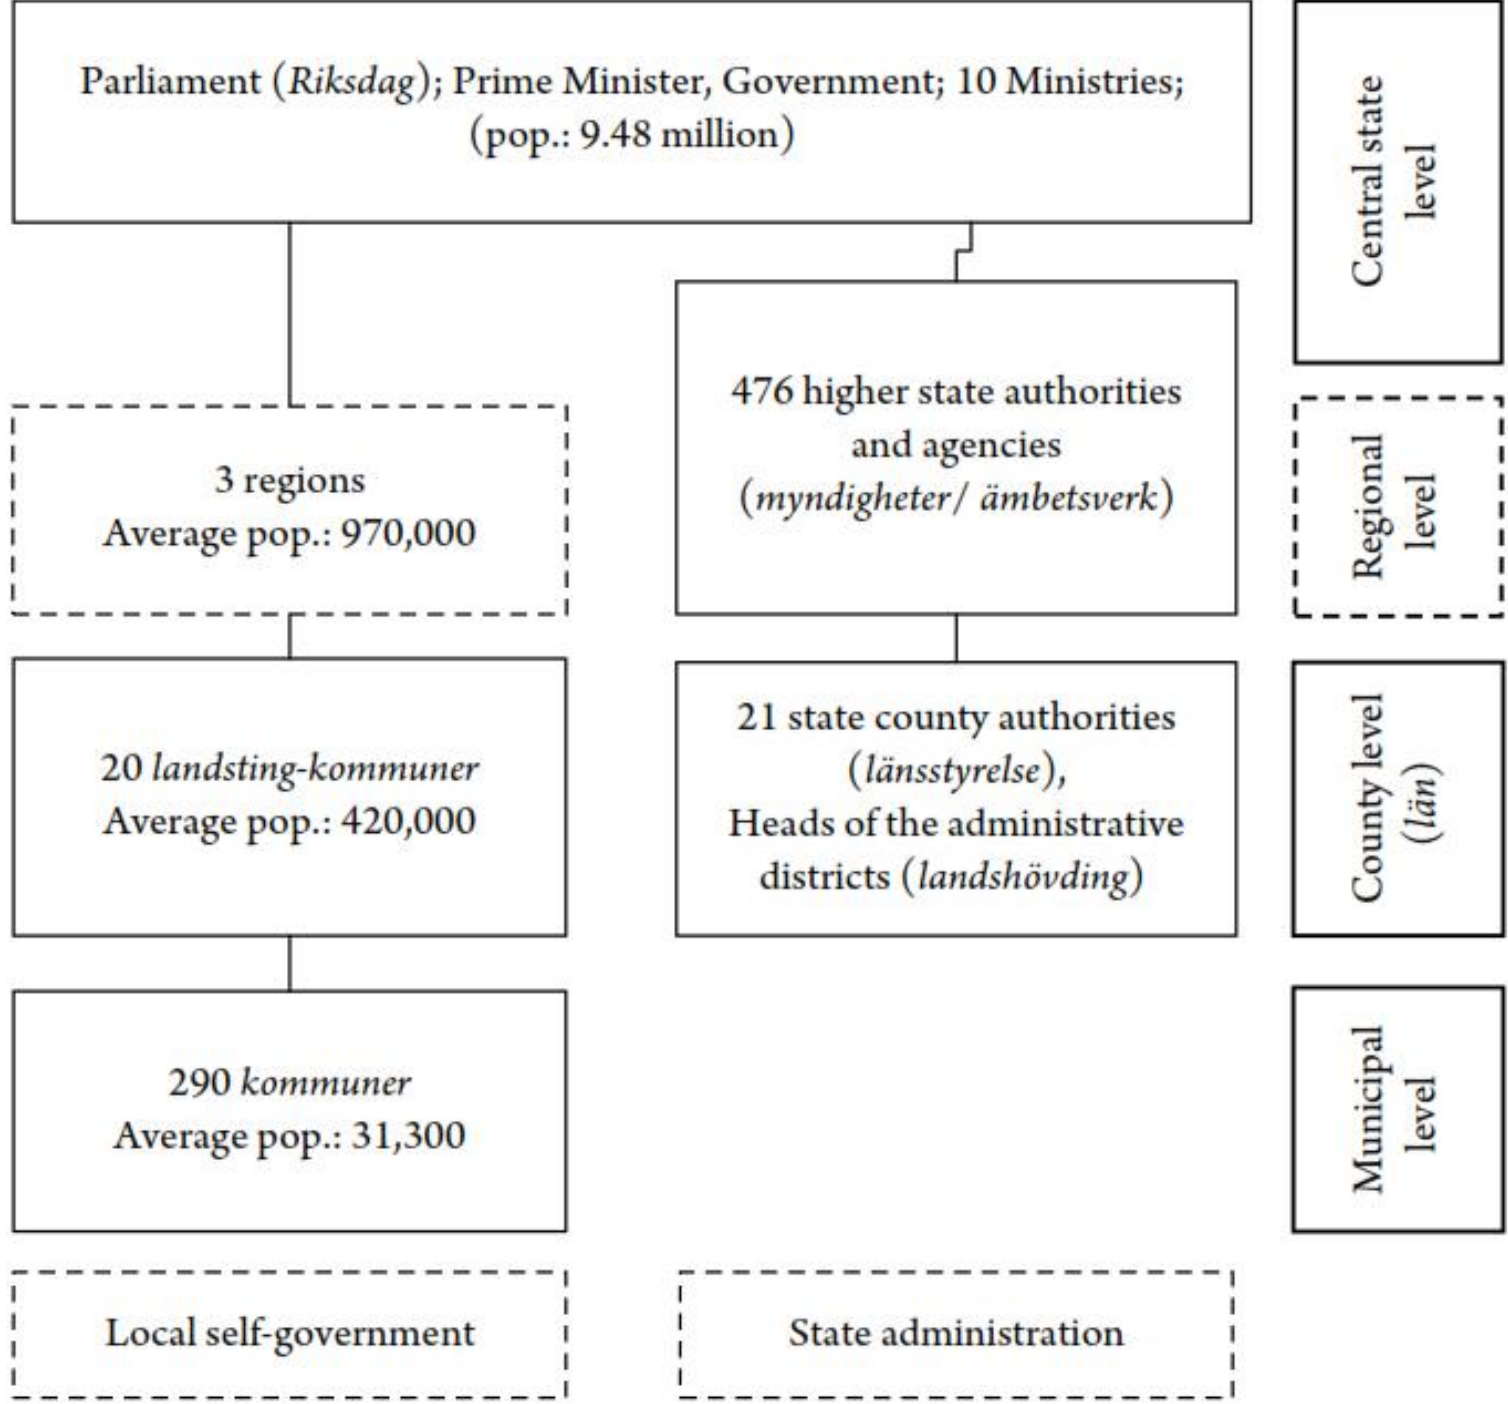 Parliament (Riksdag); Prime Minister, Government; 10 Ministries;
(pop.: 9.48 million)
Central state
level
476 higher state authorities
and agencies
(myndigheter/ ämbetsverk)
3 regions
Average pop.: 970,000
Regional
level
20 landsting-kommuner
Average pop.: 420,000
21 state county authorities
(länsstyrelse),
Heads of the administrative
districts (landshövding)
County level
(län)
290 kommuner
Average pop.: 31,300
Municipal
level
Local self-government
State administration